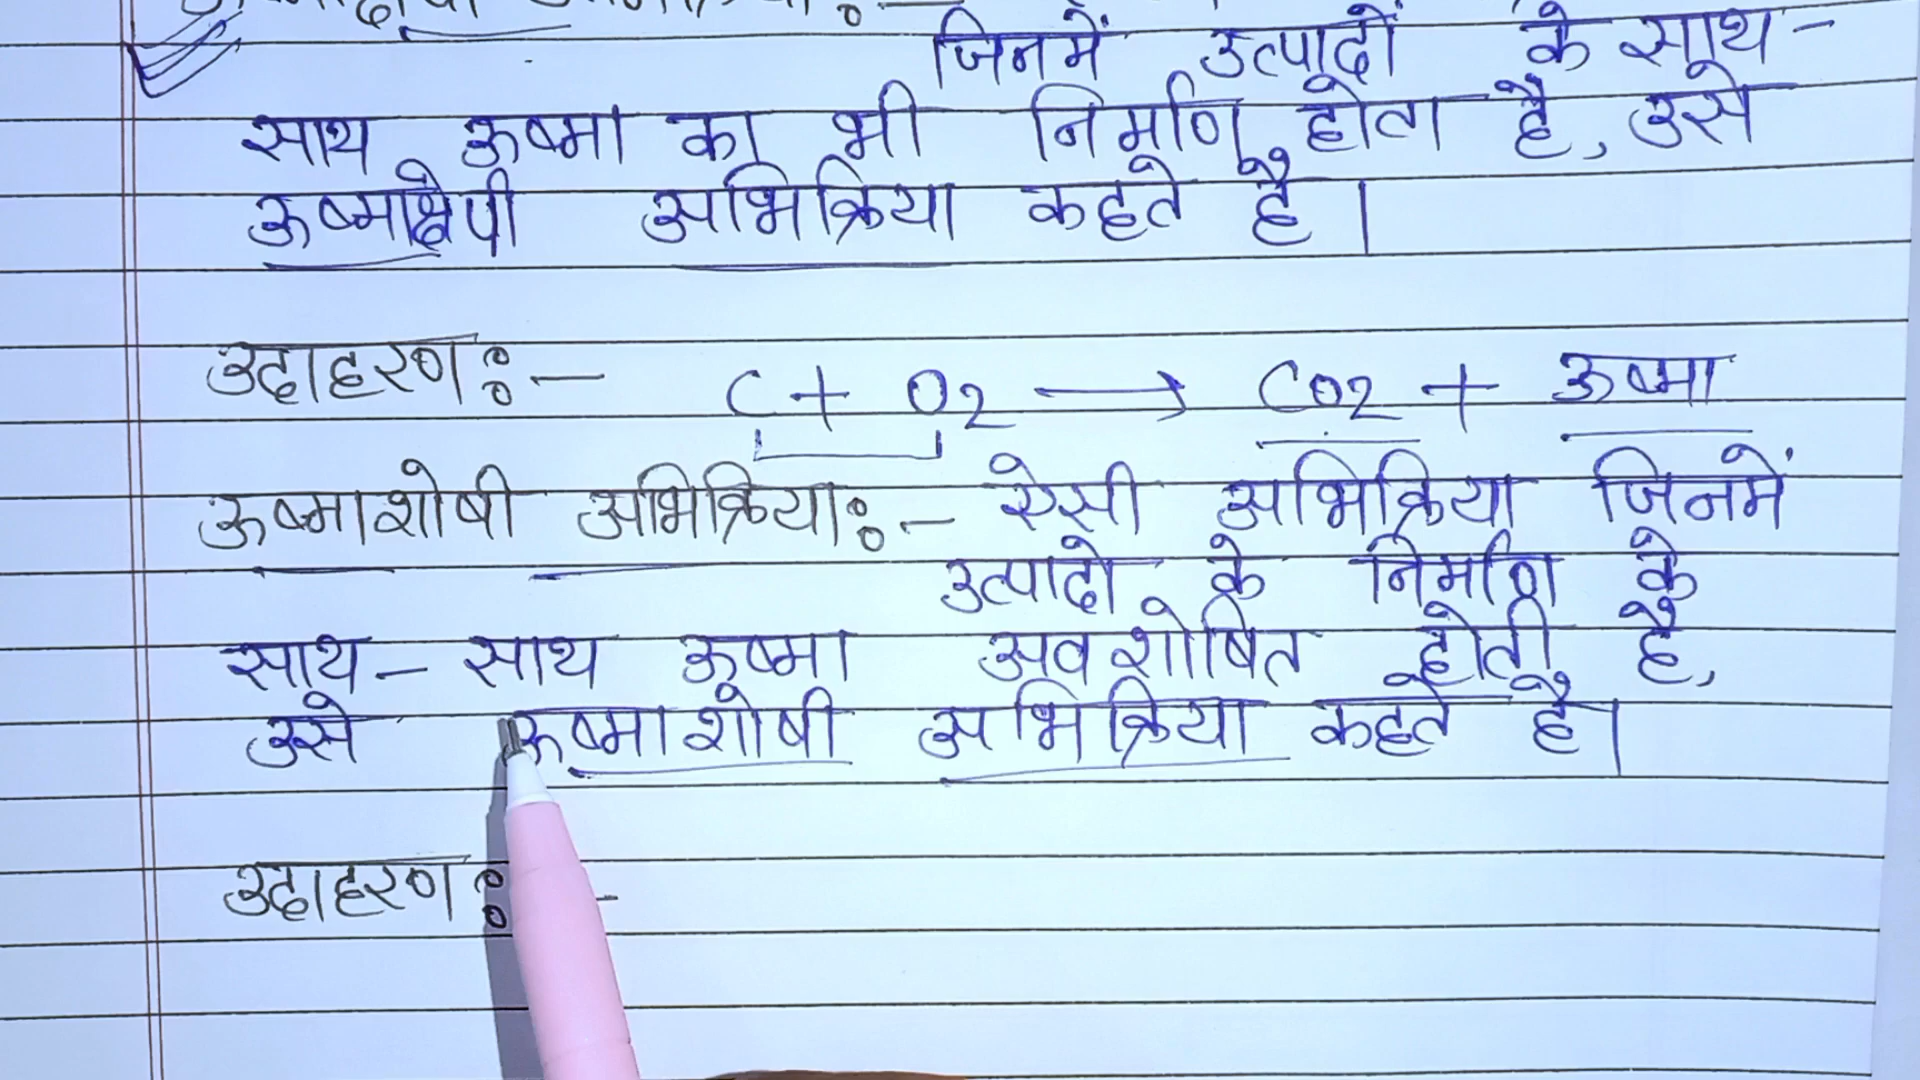 जिनमें उत्पादों के साथ-
साथ ऊष्मा का भी निर्माण होता है, उसे
ऊष्माक्षेपी अभिक्रिया कहते है।
उदाहरण:- C + O2 → CO2 + ऊष्मा
ऊष्माशोषी अभिक्रिया:- ऐसी अभिक्रिया जिनमें
उत्पादो के निर्माण के
साथ- साथ ऊष्मा अवशोषित होती है,
उसे ऊष्माशोषी अभिक्रिया कहते है।
उदाहरण:-